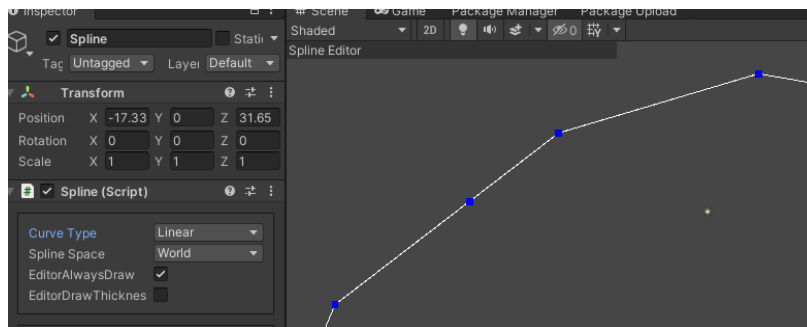 Inspector
# Scene Game Package Manager Package Upload
Spline Static
Tag Untagged Layer Default
Transform
Position X -17.33 Y 0 Z 31.65
Rotation X 0 Y 0 Z 0
Scale X 1 Y 1 Z 1
# Spline (Script)
Curve Type Linear
Spline Space World
EditorAlwaysDraw
EditorDrawThicknes
Shaded 2D 0
Spline Editor